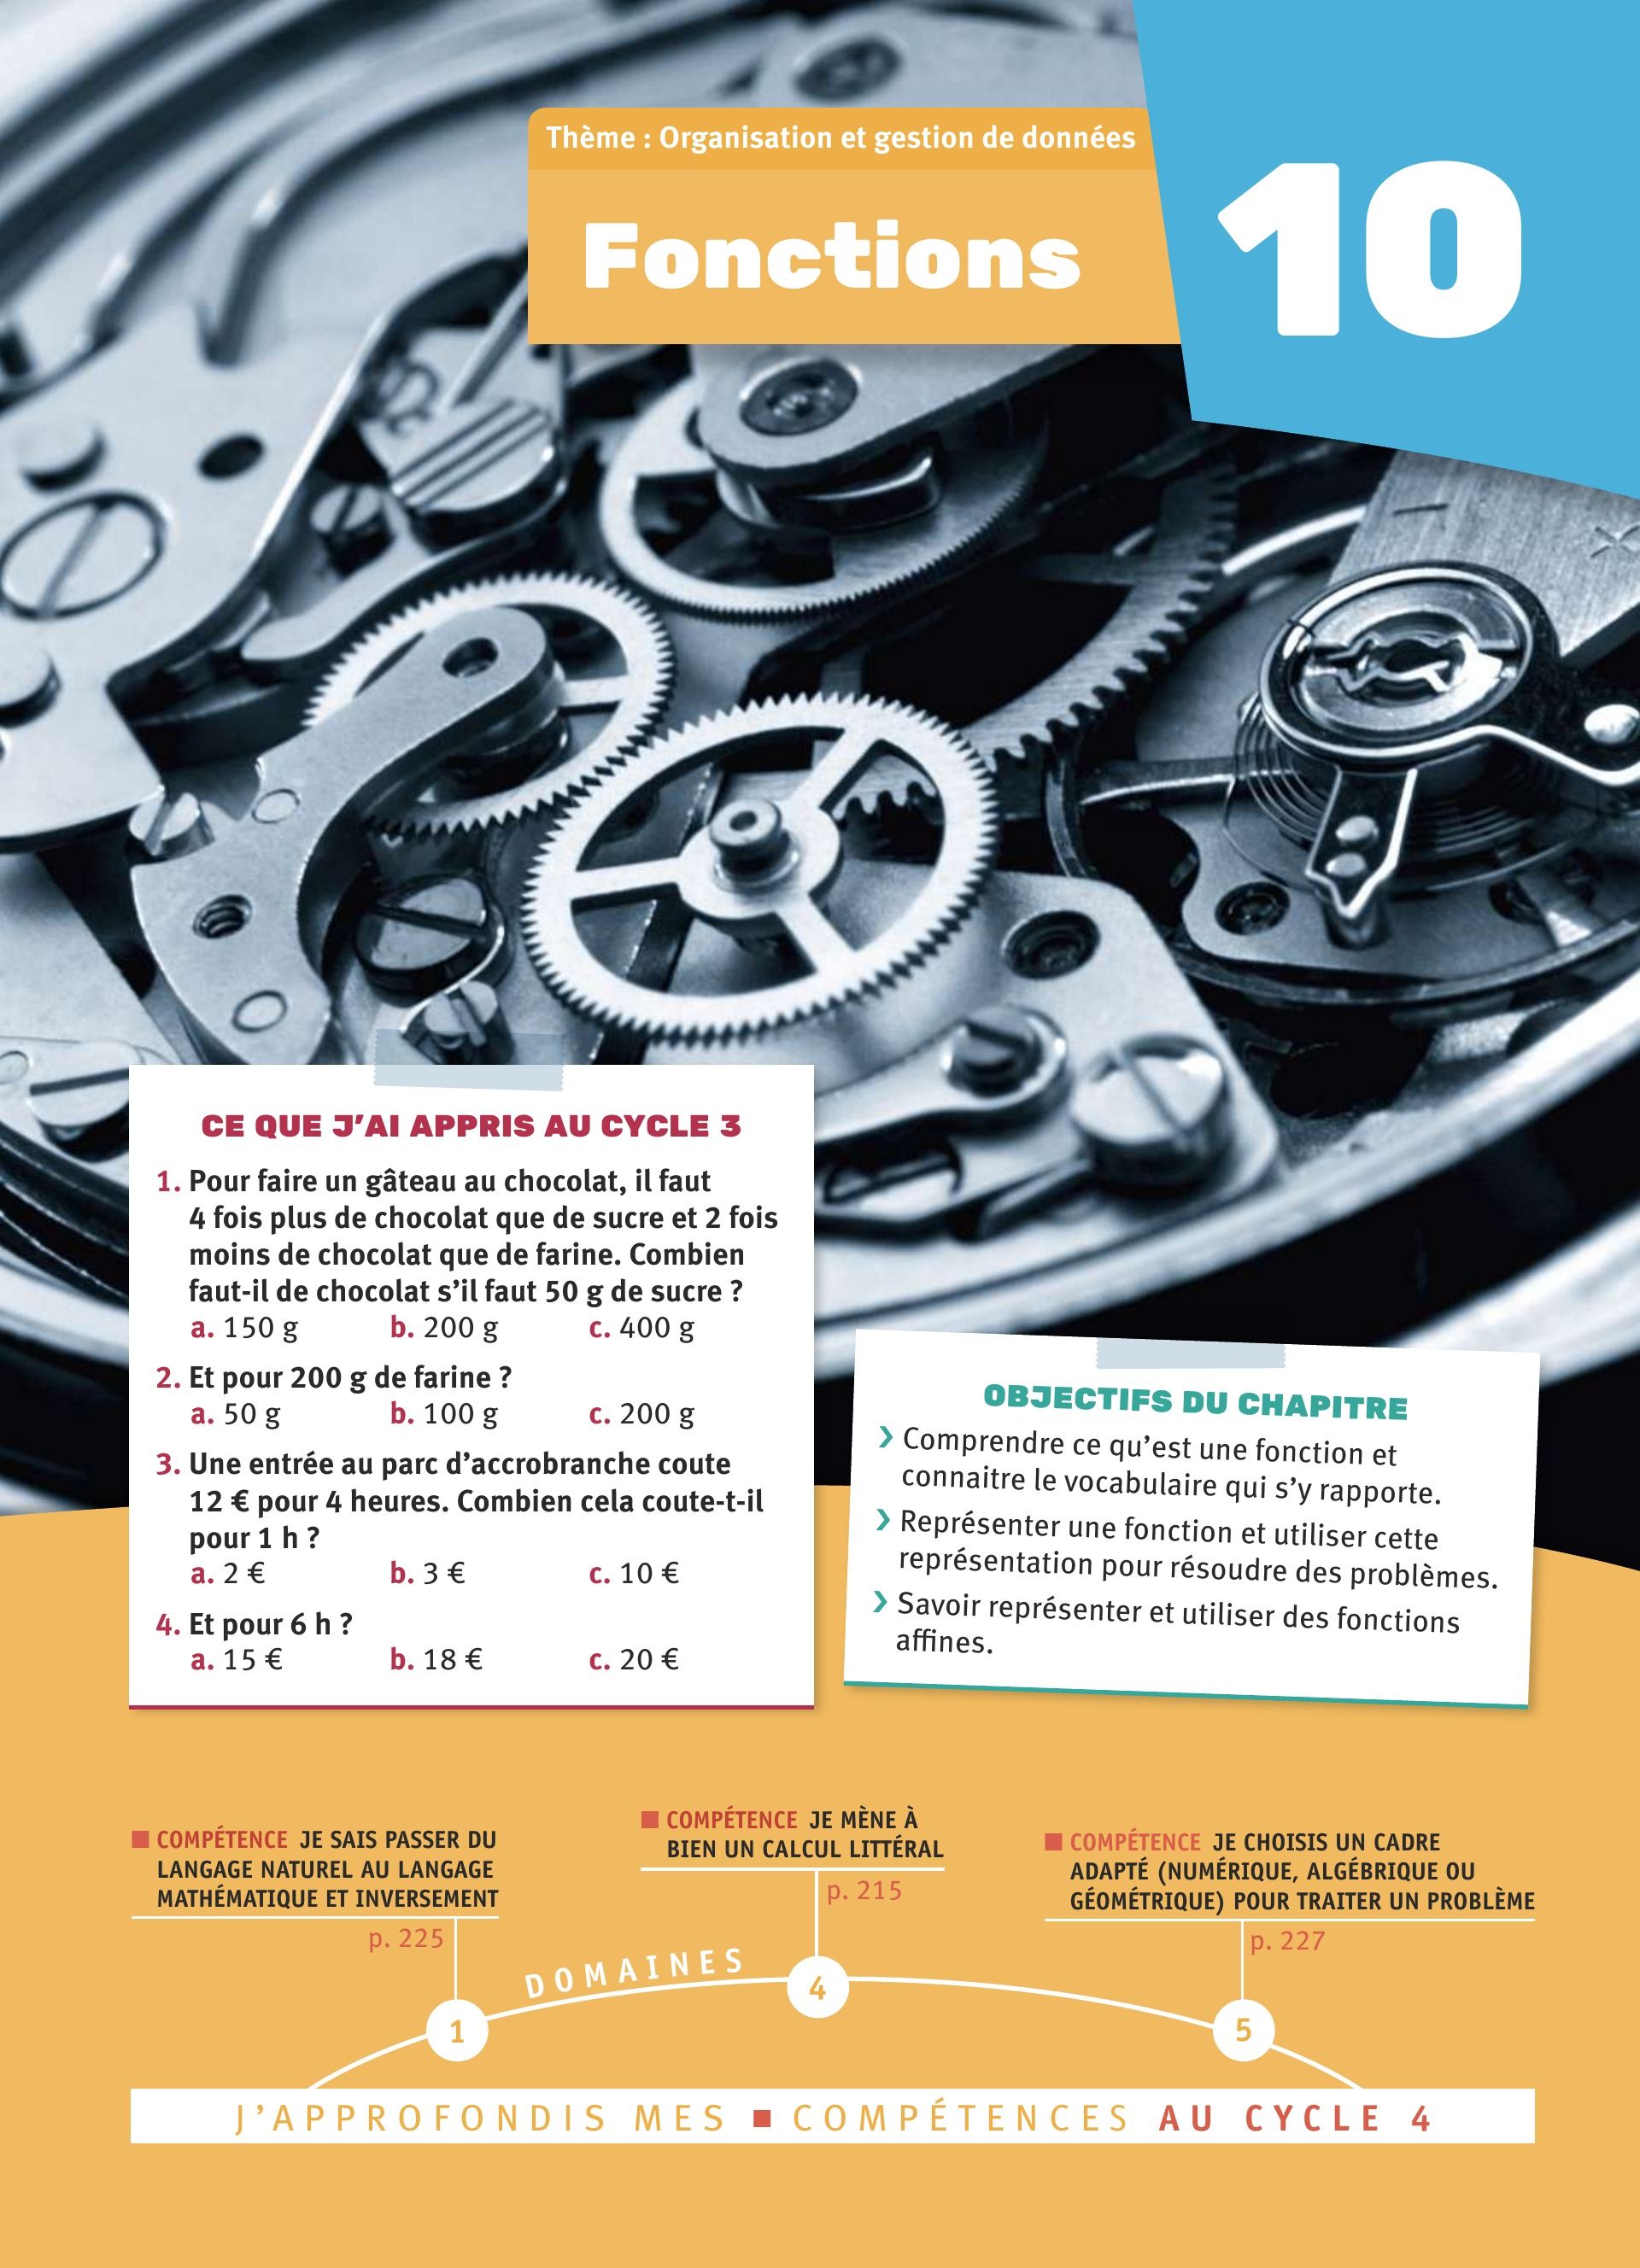 Thème : Organisation et gestion de données
Fonctions
10
CE QUE J’AI APPRIS AU CYCLE 3
1. Pour faire un gâteau au chocolat, il faut
4 fois plus de chocolat que de sucre et 2 fois
moins de chocolat que de farine. Combien
faut-il de chocolat s’il faut 50 g de sucre ?
a. 150 g b. 200 g c. 400 g
2. Et pour 200 g de farine ?
a. 50 g b. 100 g c. 200 g
3. Une entrée au parc d’accrobranche coute
12 € pour 4 heures. Combien cela coute-t-il
pour 1 h ?
a. 2 € b. 3 € c. 10 €
4. Et pour 6 h ?
a. 15 € b. 18 € c. 20 €
OBJECTIFS DU CHAPITRE
› Comprendre ce qu’est une fonction et
connaitre le vocabulaire qui s’y rapporte.
› Représenter une fonction et utiliser cette
représentation pour résoudre des problèmes.
› Savoir représenter et utiliser des fonctions
affines.
■ COMPÉTENCE JE SAIS PASSER DU
LANGAGE NATUREL AU LANGAGE
MATHÉMATIQUE ET INVERSEMENT
p. 225
■ COMPÉTENCE JE MÈNE À
BIEN UN CALCUL LITTÉRAL
p. 215
■ COMPÉTENCE JE CHOISIS UN CADRE
ADAPTÉ (NUMÉRIQUE, ALGÉBRIQUE OU
GÉOMÉTRIQUE) POUR TRAITER UN PROBLÈME
p. 227
DOMAINES
1
4
5
J’APPROFONDIS MES ■ COMPÉTENCES AU CYCLE 4